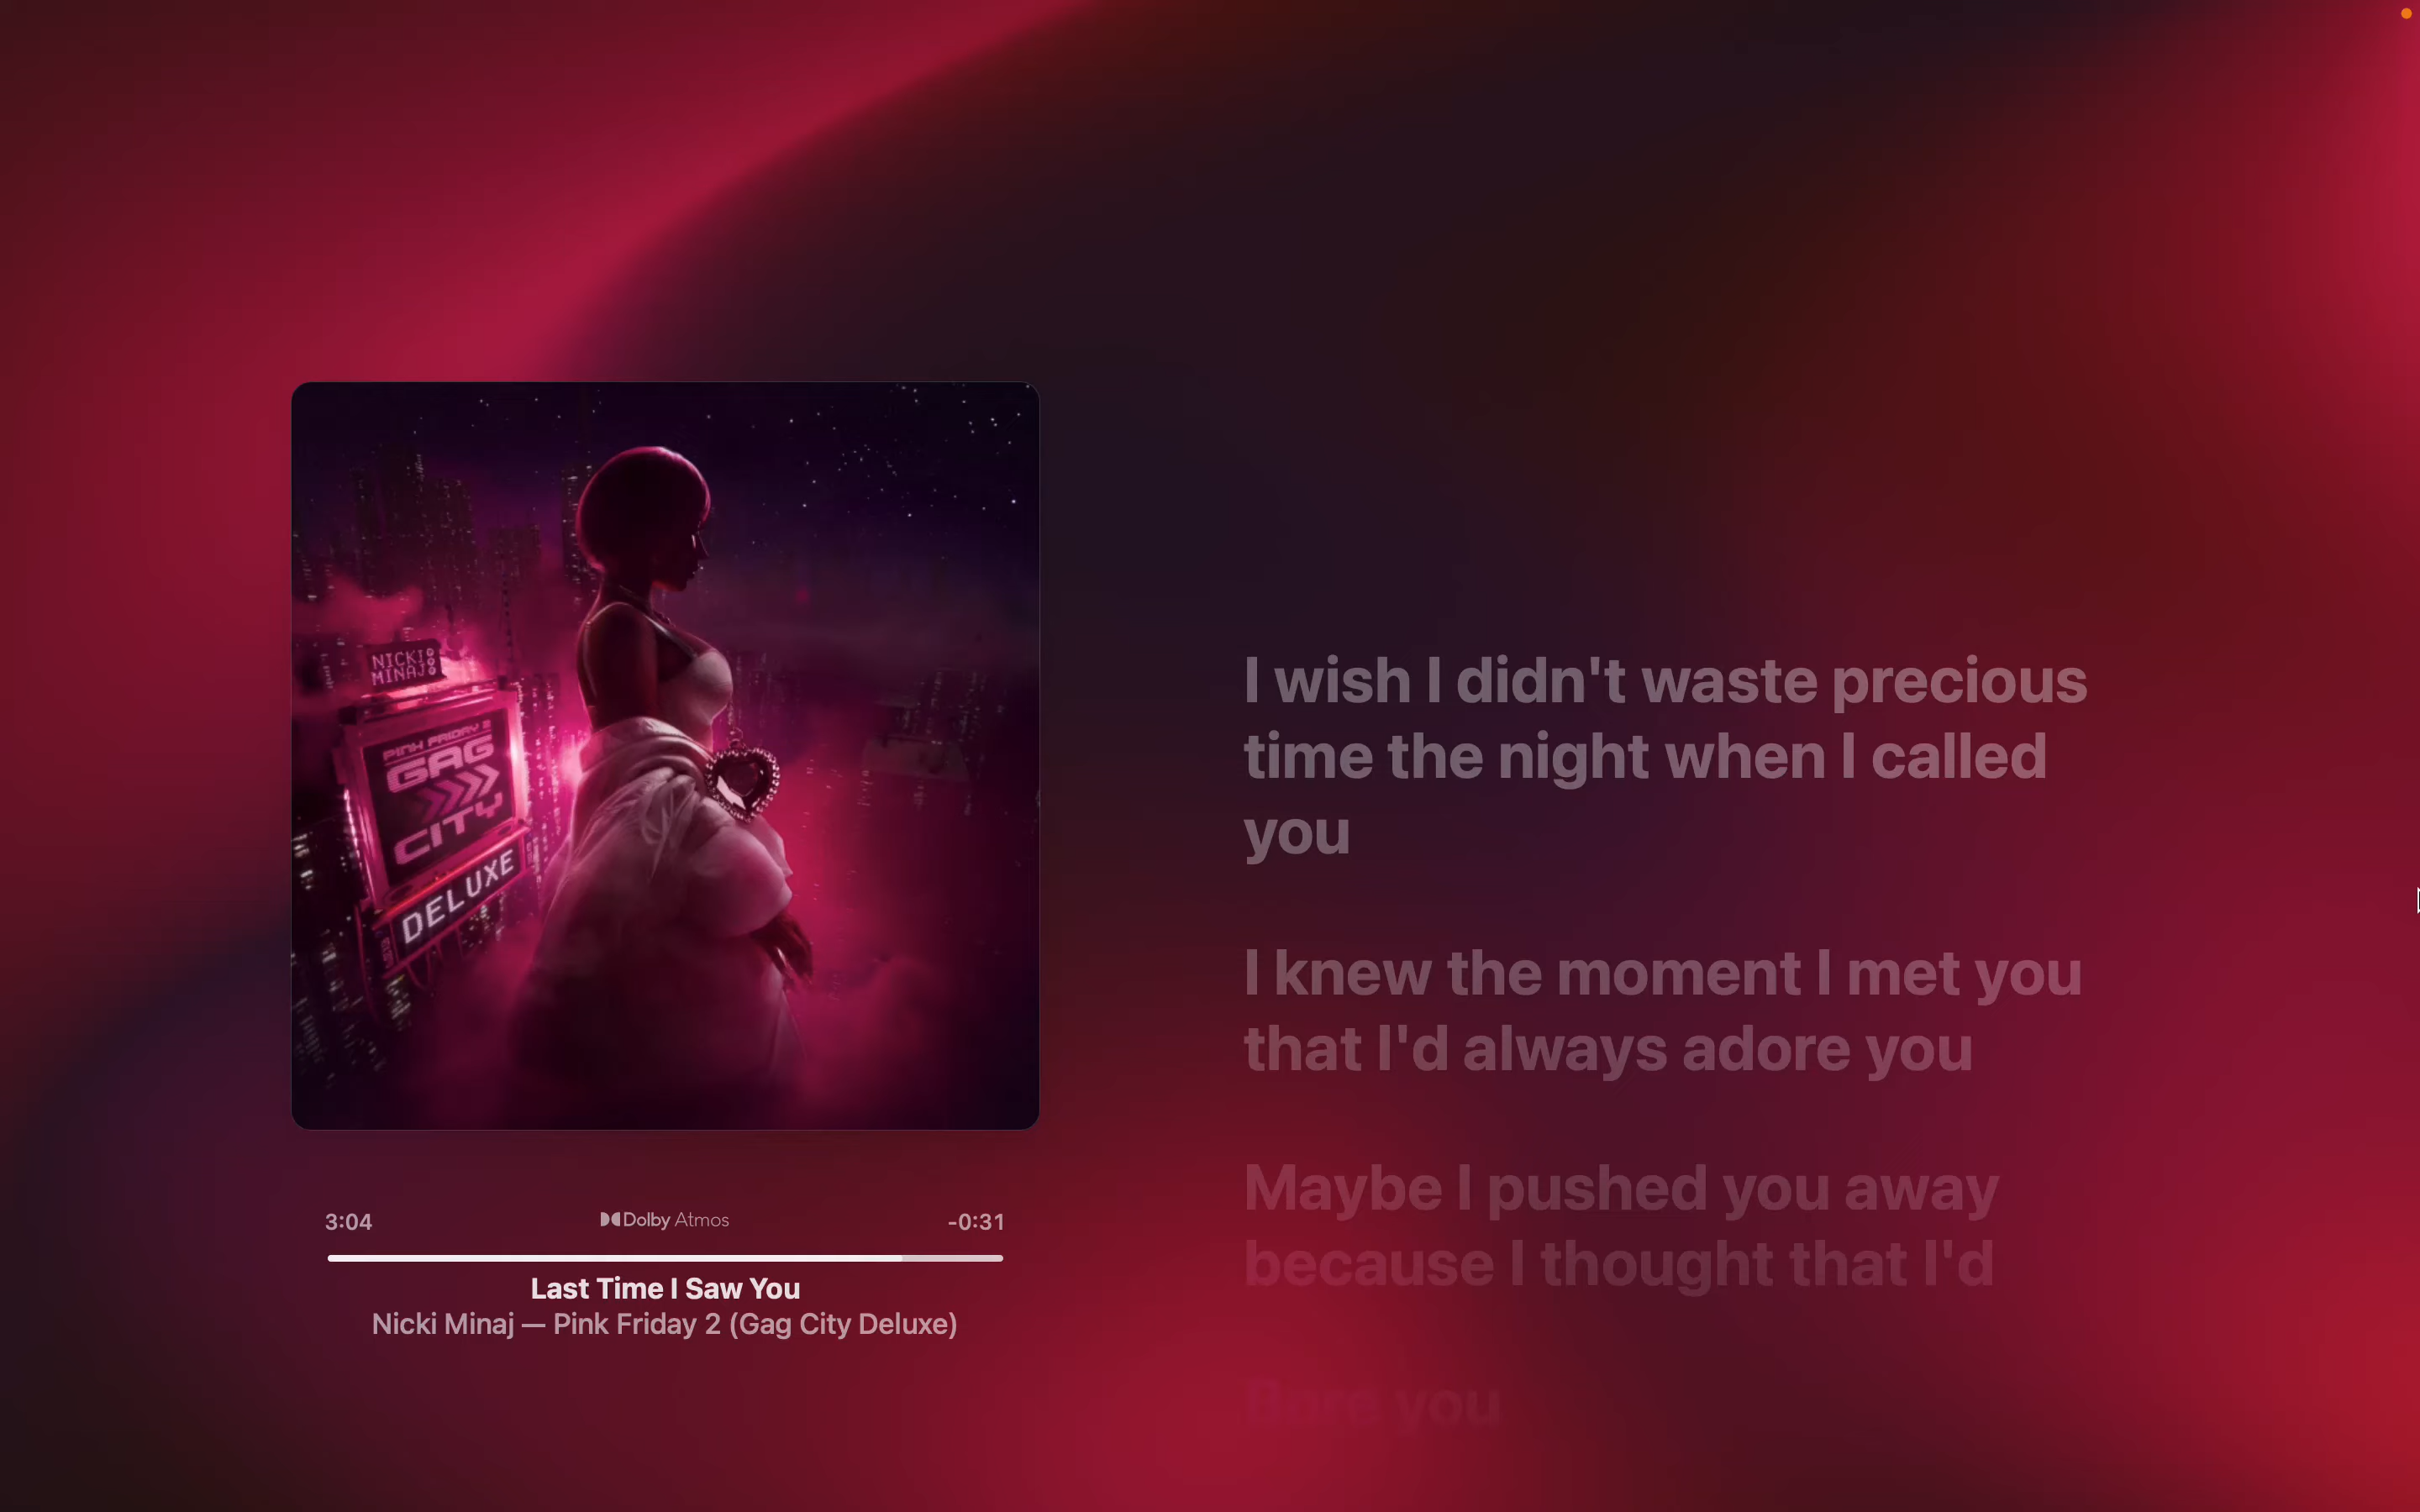 NICKI
MINAJ
PINK FRIDAY 2
GAG
CITY
DELUXE
3:04
Dolby Atmos
-0:31
Last Time I Saw You
Nicki Minaj — Pink Friday 2 (Gag City Deluxe)
I wish I didn't waste precious
time the night when I called
you
I knew the moment I met you
that I'd always adore you
Maybe I pushed you away
because I thought that I'd
Bore you